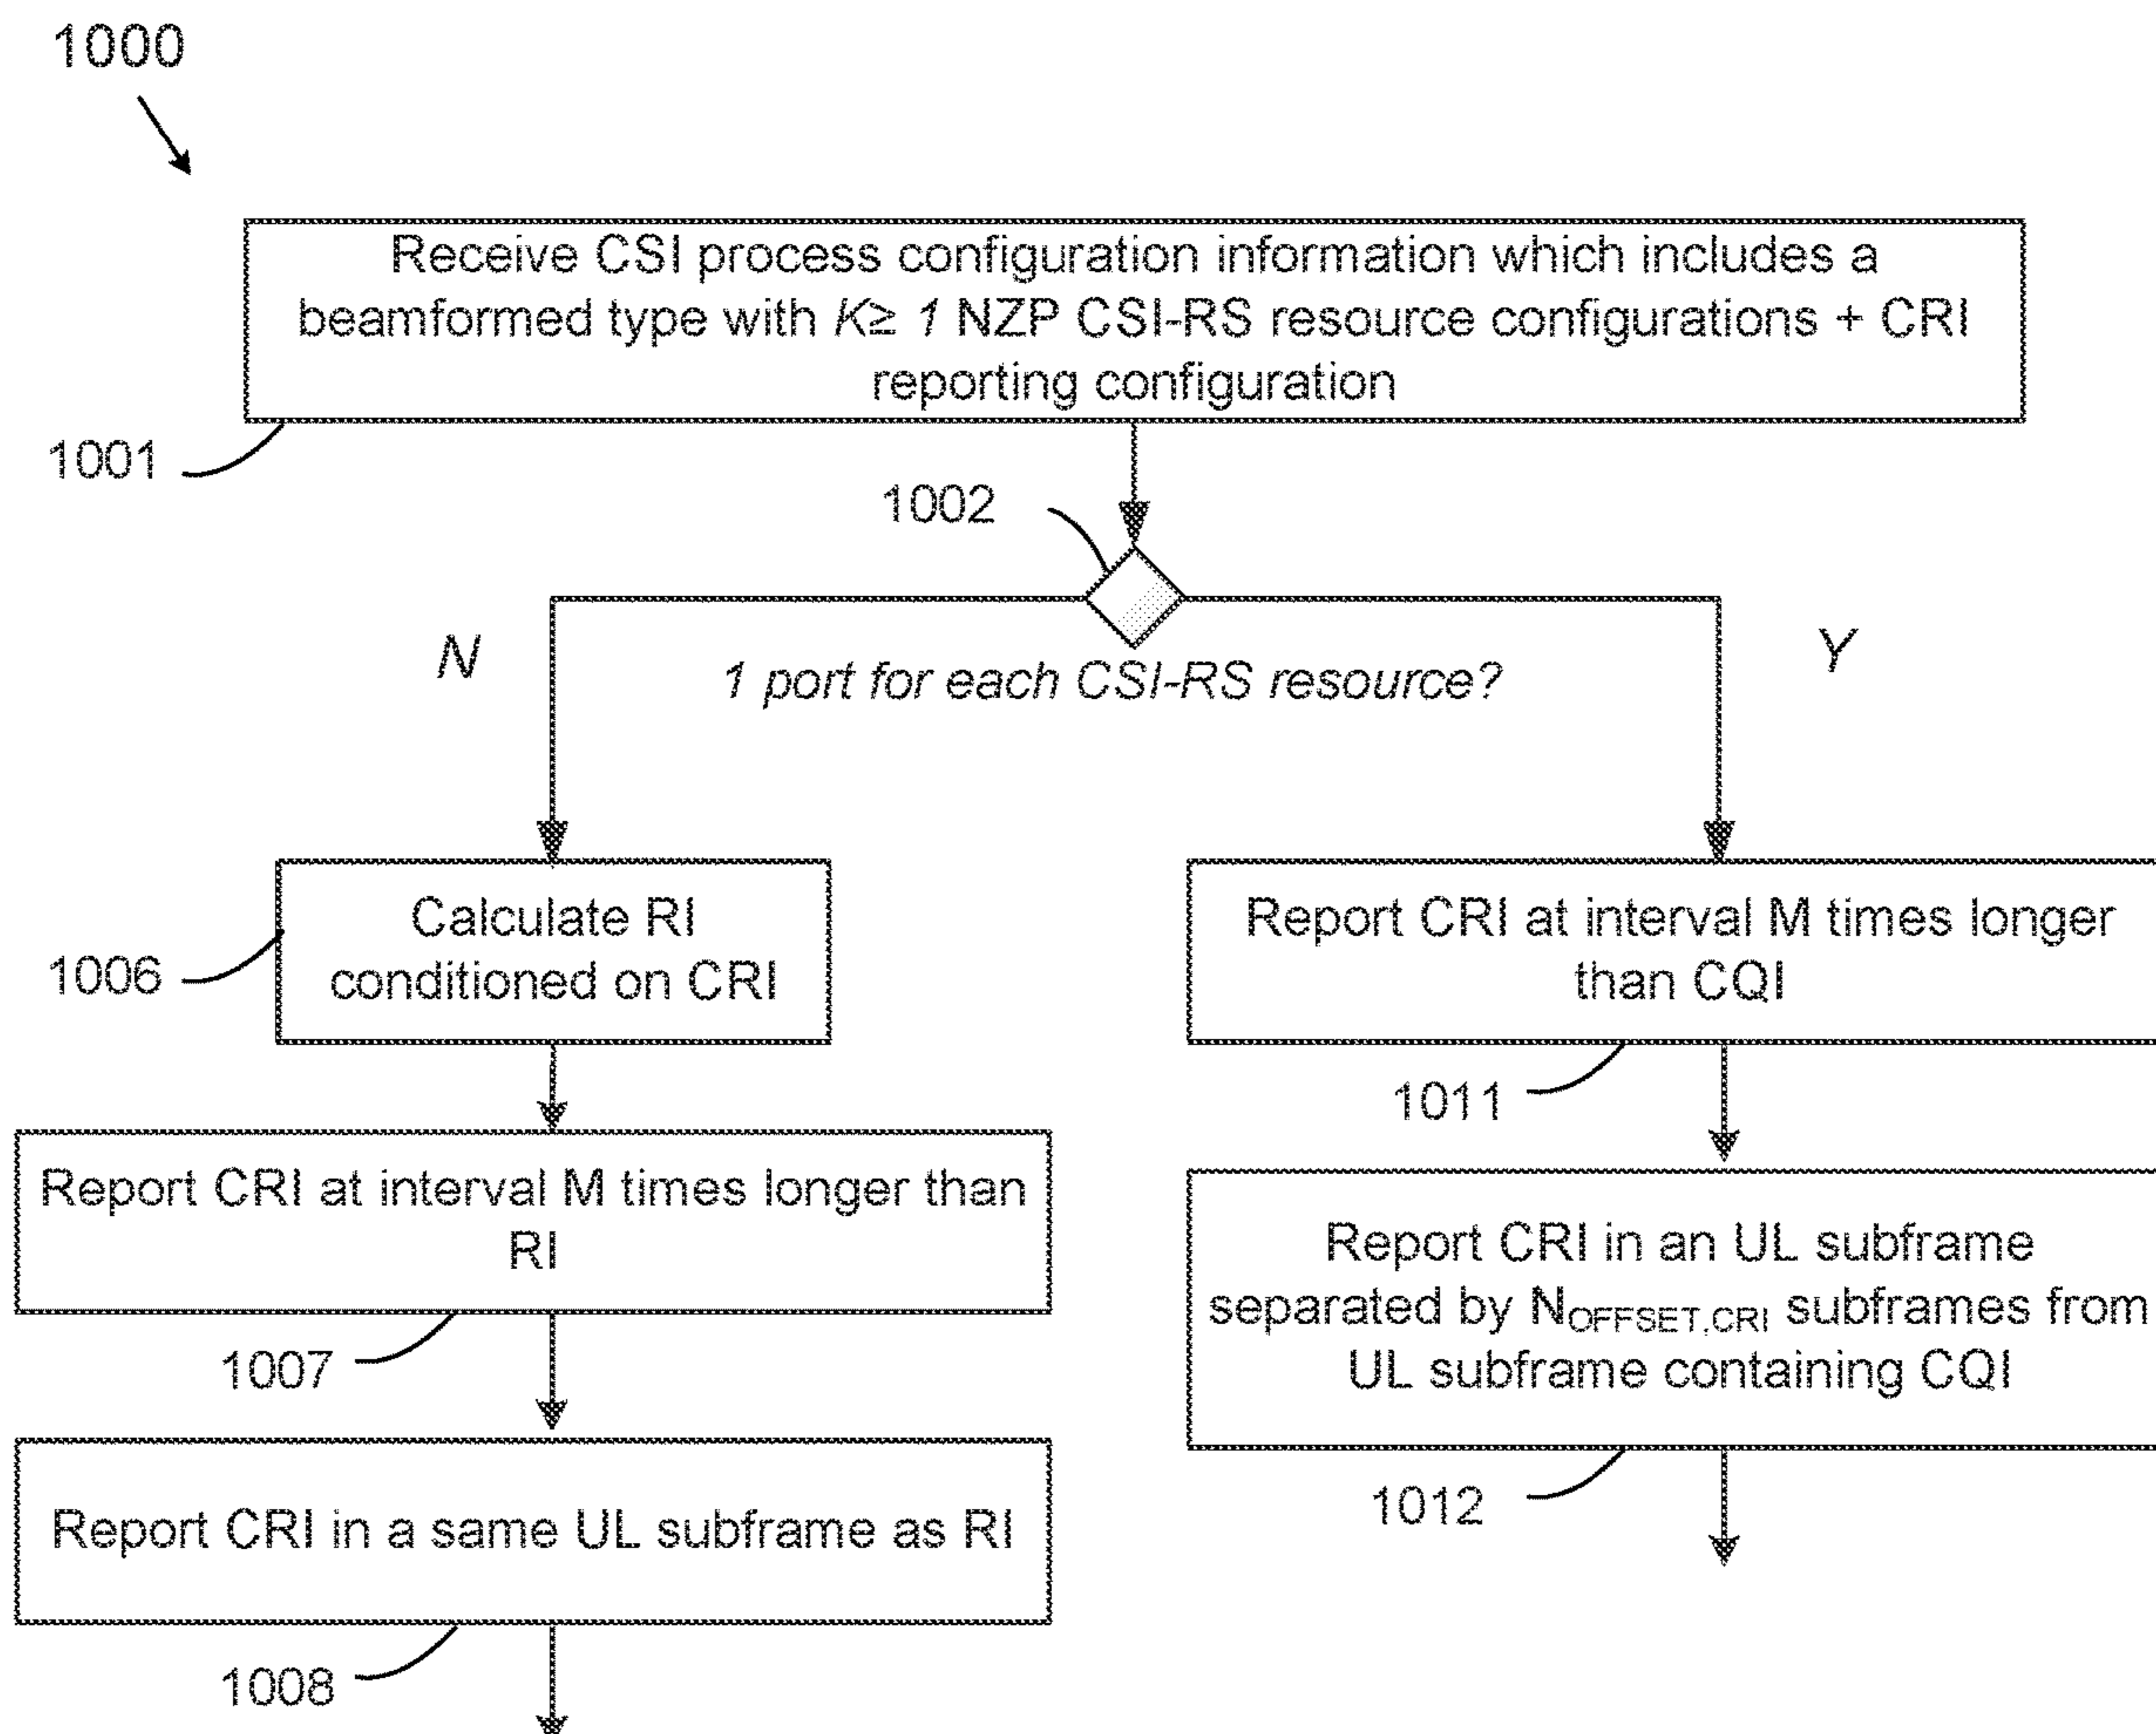 1000
Receive CSI process configuration information which includes a
beamformed type with K≥ 1 NZP CSI-RS resource configurations + CRI
reporting configuration
1001
1002
N
Y
1 port for each CSI-RS resource?
Calculate RI
conditioned on CRI
1006
Report CRI at interval M times longer than
RI
1007
Report CRI in a same UL subframe as RI
1008
Report CRI at interval M times longer
than CQI
1011
Report CRI in an UL subframe
separated by NOFFSET,CRI subframes from
UL subframe containing CQI
1012